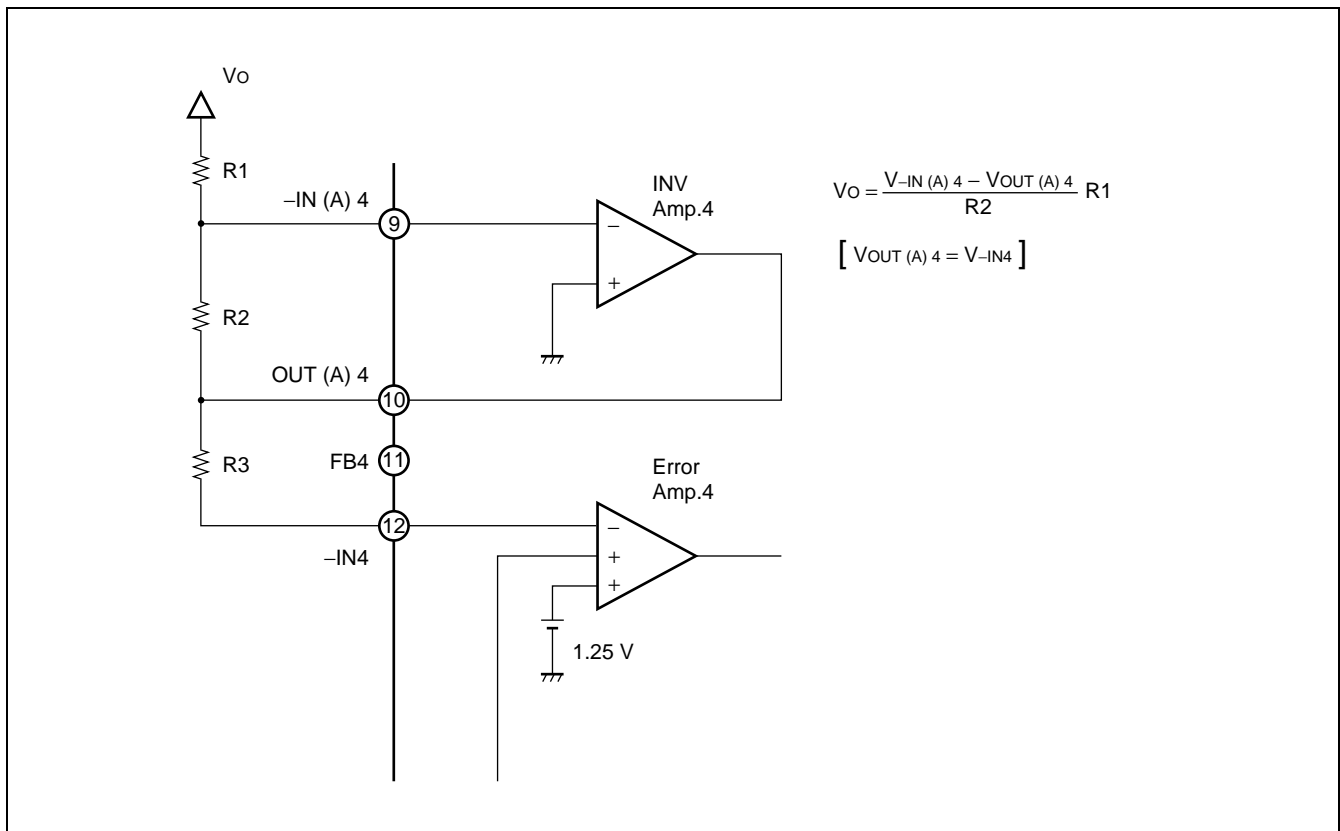 Vo
R1
–IN (A) 4
9
INV
Amp.4
–
+
R2
OUT (A) 4
10
R3
FB4
11
Error
Amp.4
12
–
–IN4
+
+
1.25 V
Vo = V–IN (A) 4 – VOUT (A) 4 / R2 R1
[ VOUT (A) 4 = V–IN4 ]